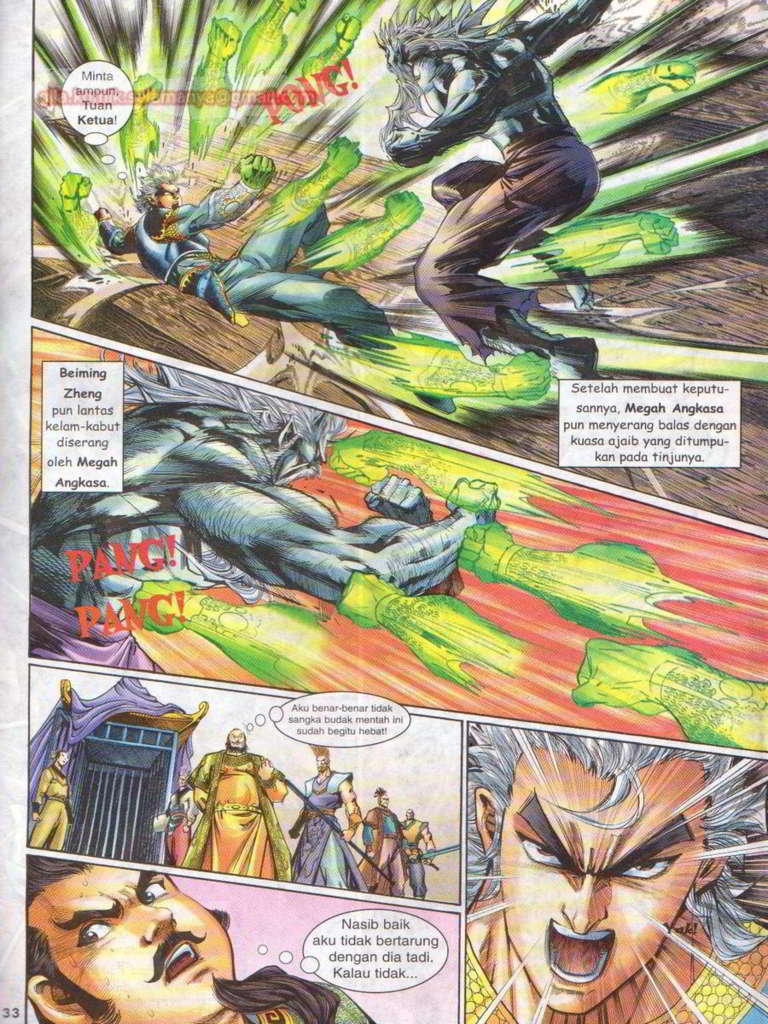 Minta
ampun,
Tuan
Ketua!
PANG!
Setelah membuat keputu-
sannya, Megah Angkasa
pun menyerang balas dengan
kuasa ajaib yang ditumpu-
kan pada tinjunya.
Beiming
Zheng
pun lantas
kelam-kabut
diserang
oleh Megah
Angkasa.
PANG!
PANG!
Aku benar-benar tidak
sangka budak mentah ini
sudah begitu hebat!
Yak!
Nasib baik
aku tidak bertarung
dengan dia tadi.
Kalau tidak...
33